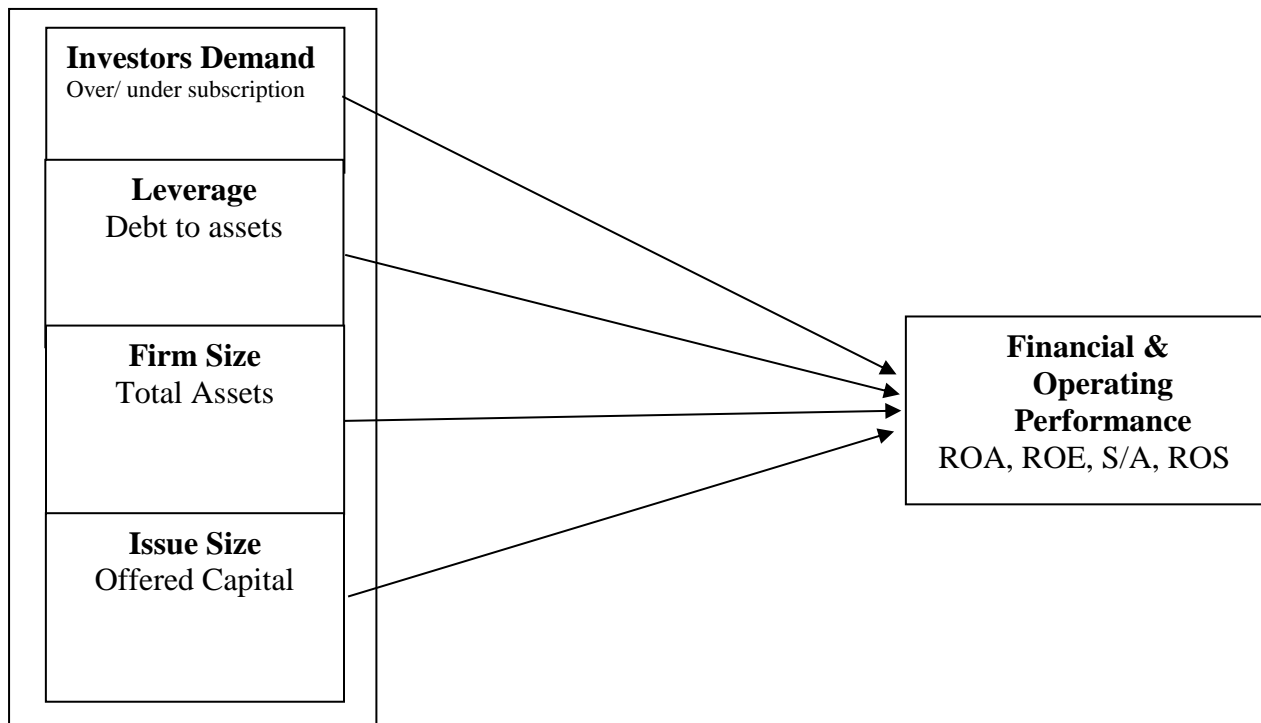 Investors Demand
Over/ under subscription
Leverage
Debt to assets
Firm Size
Total Assets
Issue Size
Offered Capital
Financial &
Operating
Performance
ROA, ROE, S/A, ROS